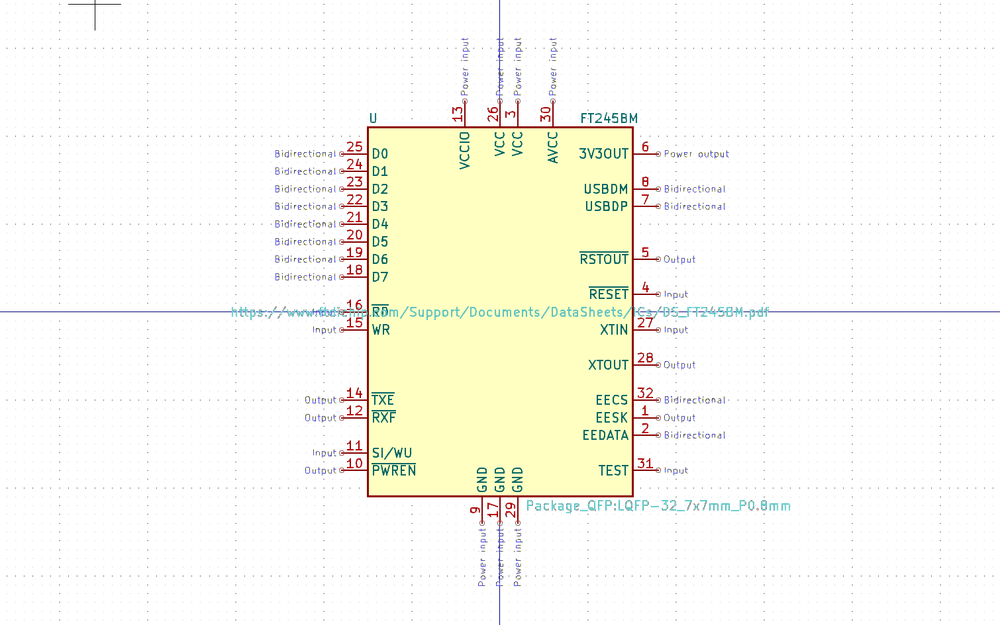 Power input
Power input
Power input
Power input
13
26
3
30
U
FT245BM
VCCIO
VCC
VCC
AVCC
Bidirectional 25 D0
Bidirectional 24 D1
Bidirectional 23 D2
Bidirectional 22 D3
Bidirectional 21 D4
Bidirectional 20 D5
Bidirectional 19 D6
Bidirectional 18 D7
Input 16 RD
https://www.ftdichip.com/Support/Documents/DataSheets/ICs/DS_FT245BM.pdf
Input 15 WR
Output 14 TXE
Output 12 RXF
Input 11 SI/WU
Output 10 PWREN
3V3OUT 6 Power output
USBDM 8 Bidirectional
USBDP 7 Bidirectional
RSTOUT 5 Output
RESET 4 Input
XTIN 27 Input
XTOUT 28 Output
EECS 32 Bidirectional
EESK 1 Output
EEDATA 2 Bidirectional
TEST 31 Input
GND
GND
GND
9
17
29
Package_QFP:LQFP-32_7x7mm_P0.8mm
Power input
Power input
Power input